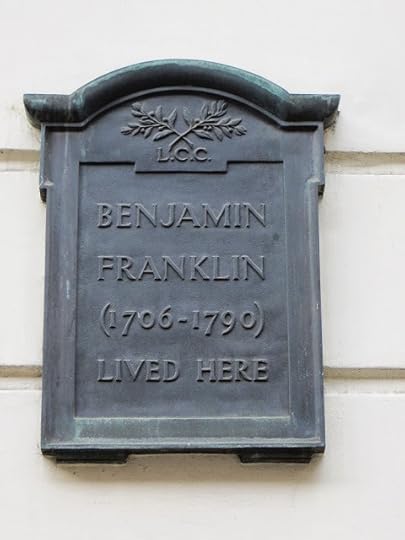 L.C.C.
BENJAMIN
FRANKLIN
(1706-1790)
LIVED HERE